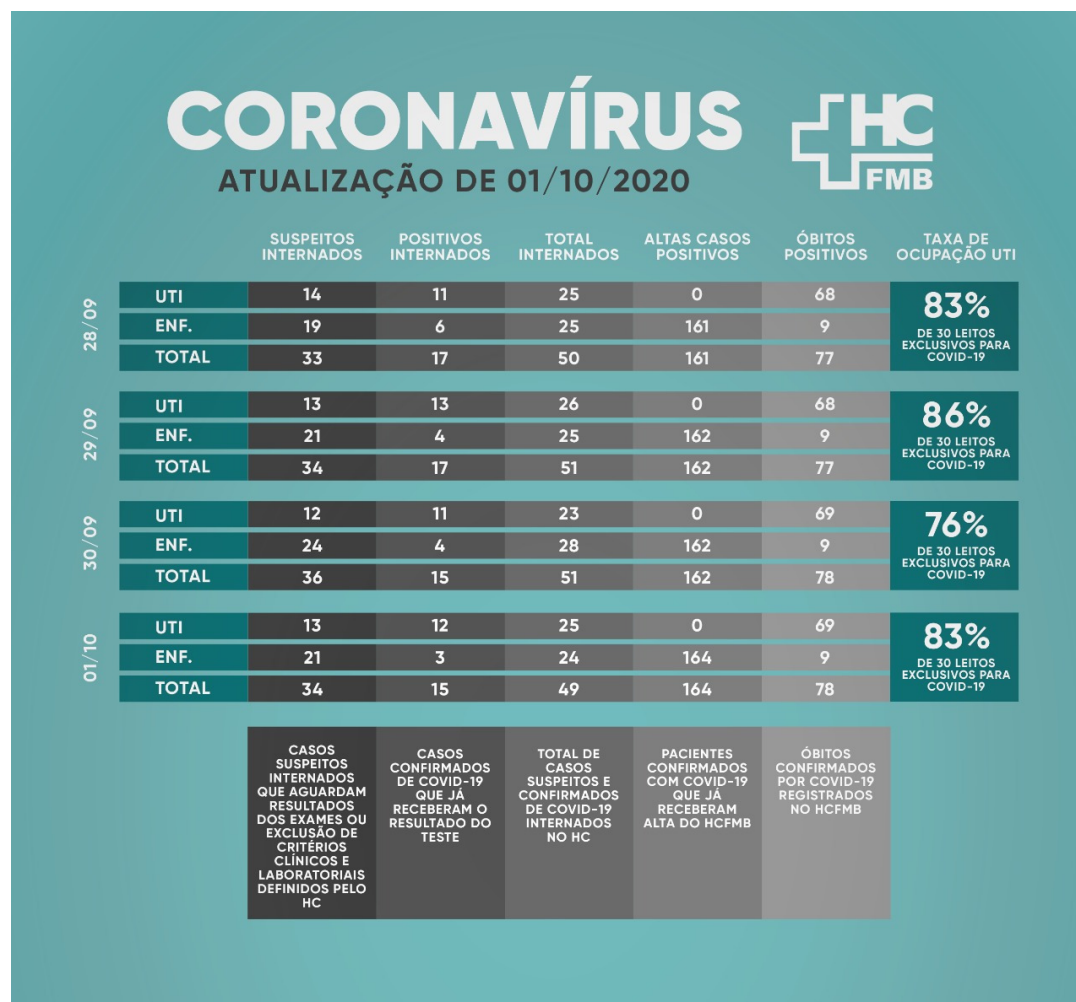 CORONAVÍRUS
ATUALIZAÇÃO DE 01/10/2020
HC
FMB
SUSPEITOS INTERNADOS POSITIVOS INTERNADOS TOTAL INTERNADOS ALTAS CASOS POSITIVOS ÓBITOS POSITIVOS TAXA DE OCUPAÇÃO UTI
28/09
UTI 14 11 25 0 68
ENF. 19 6 25 161 9
TOTAL 33 17 50 161 77
83%
DE 30 LEITOS
EXCLUSIVOS PARA
COVID-19
29/09
UTI 13 13 26 0 68
ENF. 21 4 25 162 9
TOTAL 34 17 51 162 77
86%
DE 30 LEITOS
EXCLUSIVOS PARA
COVID-19
30/09
UTI 12 11 23 0 69
ENF. 24 4 28 162 9
TOTAL 36 15 51 162 78
76%
DE 30 LEITOS
EXCLUSIVOS PARA
COVID-19
01/10
UTI 13 12 25 0 69
ENF. 21 3 24 164 9
TOTAL 34 15 49 164 78
83%
DE 30 LEITOS
EXCLUSIVOS PARA
COVID-19
CASOS
SUSPEITOS
INTERNADOS
QUE AGUARDAM
RESULTADOS
DOS EXAMES OU
EXCLUSÃO DE
CRITÉRIOS
CLÍNICOS E
LABORATORIAIS
DEFINIDOS PELO
HC
CASOS
CONFIRMADOS
DE COVID-19
QUE JÁ
RECEBERAM O
RESULTADO DO
TESTE
TOTAL DE
CASOS
SUSPEITOS E
CONFIRMADOS
DE COVID-19
INTERNADOS
NO HC
PACIENTES
CONFIRMADOS
COM COVID-19
QUE JÁ
RECEBERAM
ALTA DO HCFMB
ÓBITOS
CONFIRMADOS
POR COVID-19
REGISTRADOS
NO HCFMB